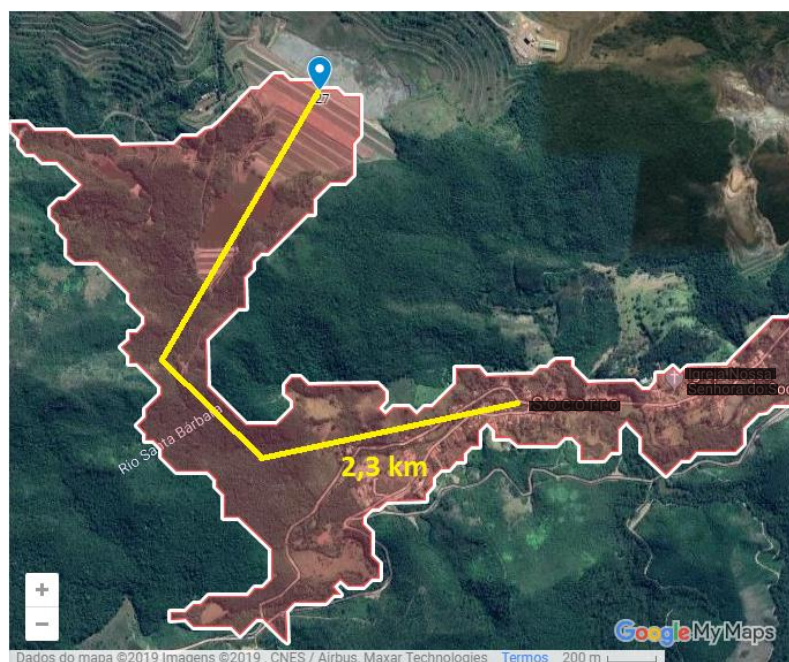 27
Igreja Nossa
Senhora do Soc
Socorro
Rio Santa Bárbara
2,3 km
+
−
Google My Maps
Dados do mapa ©2019 Imagens ©2019 , CNES / Airbus, Maxar Technologies Termos 200 m